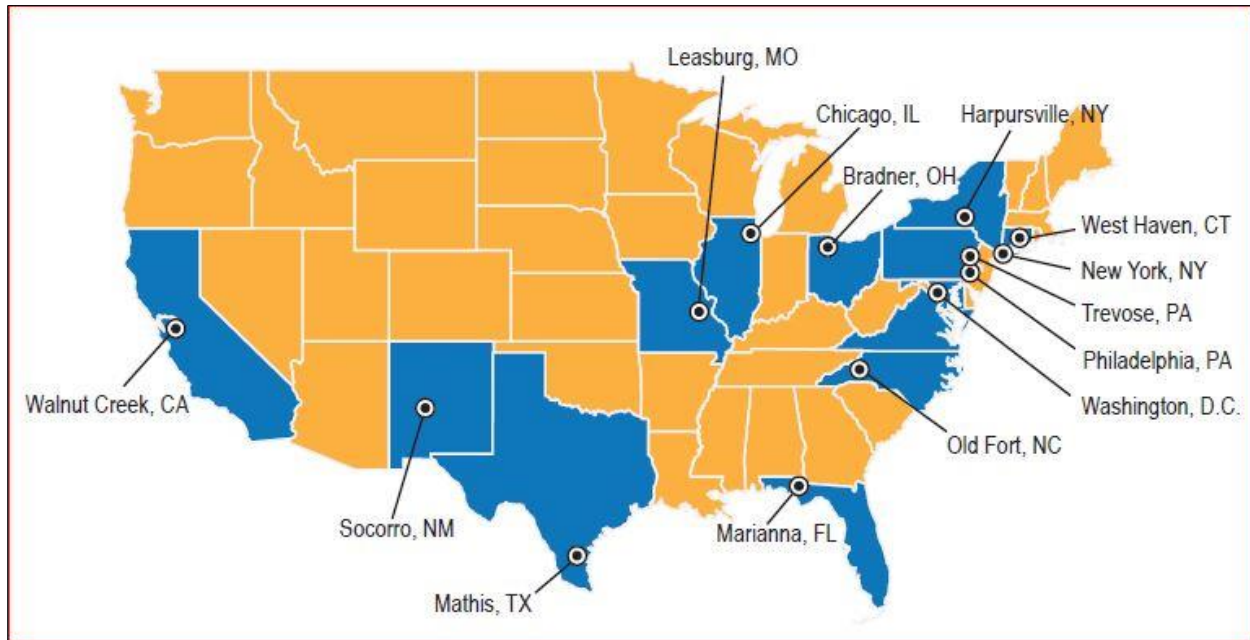 Leasburg, MO
Chicago, IL
Harpursville, NY
Bradner, OH
West Haven, CT
New York, NY
Trevose, PA
Philadelphia, PA
Washington, D.C.
Walnut Creek, CA
Old Fort, NC
Socorro, NM
Marianna, FL
Mathis, TX